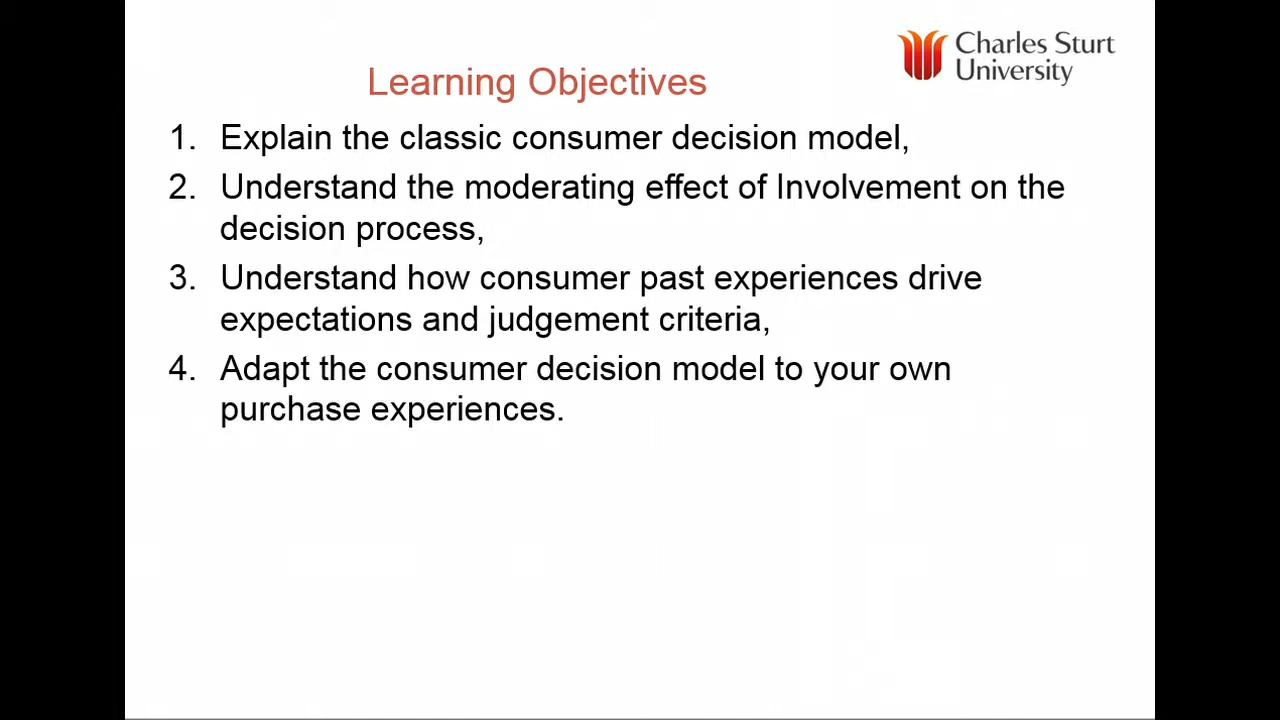 Charles Sturt
University
Learning Objectives
1. Explain the classic consumer decision model,
2. Understand the moderating effect of Involvement on the
decision process,
3. Understand how consumer past experiences drive
expectations and judgement criteria,
4. Adapt the consumer decision model to your own
purchase experiences.